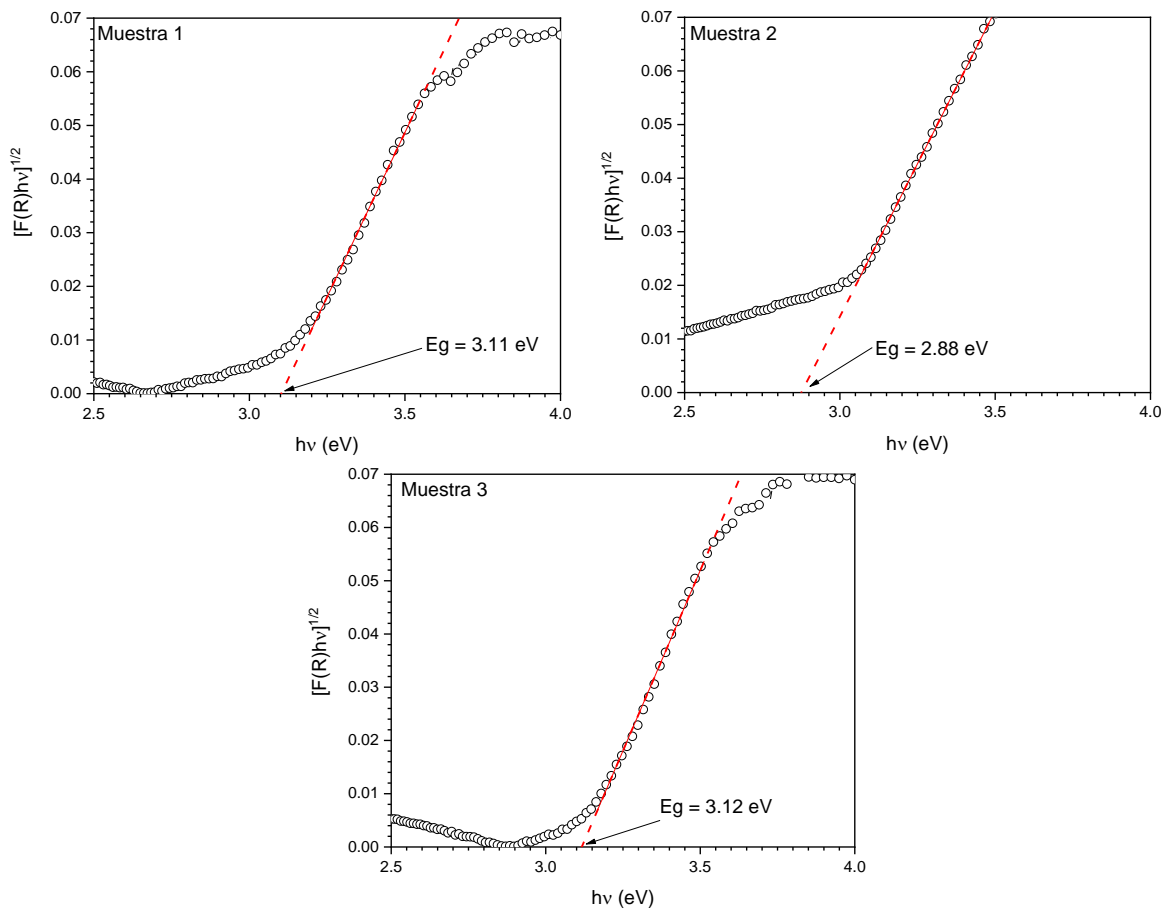 Muestra 1
[F(R)hν]^1/2
0.07
0.06
0.05
0.04
0.03
0.02
0.01
0.00
Eg = 3.11 eV
2.5 3.0 3.5 4.0
hν (eV)
Muestra 2
[F(R)hν]^1/2
0.07
0.06
0.05
0.04
0.03
0.02
0.01
0.00
Eg = 2.88 eV
2.5 3.0 3.5 4.0
hν (eV)
Muestra 3
[F(R)hν]^1/2
0.07
0.06
0.05
0.04
0.03
0.02
0.01
0.00
Eg = 3.12 eV
2.5 3.0 3.5 4.0
hν (eV)